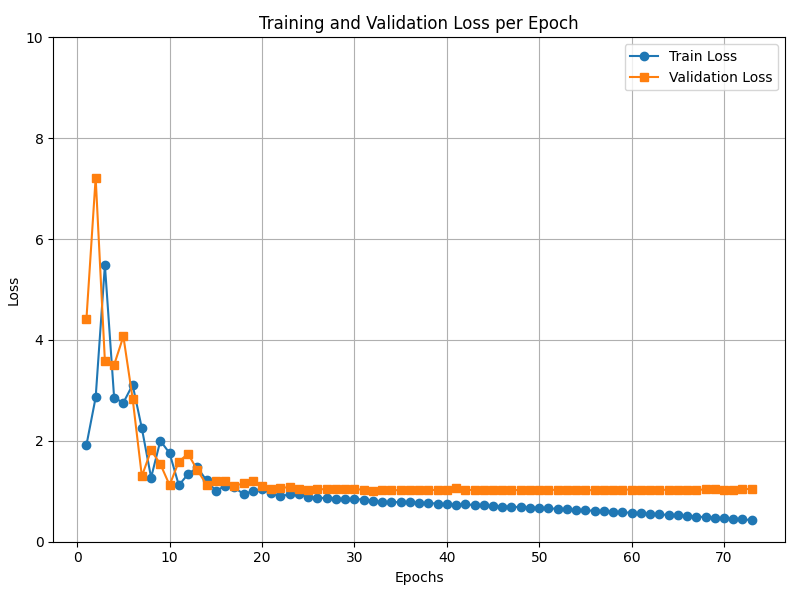 Training and Validation Loss per Epoch
Train Loss
Validation Loss
Loss
10
8
6
4
2
0
0 10 20 30 40 50 60 70
Epochs